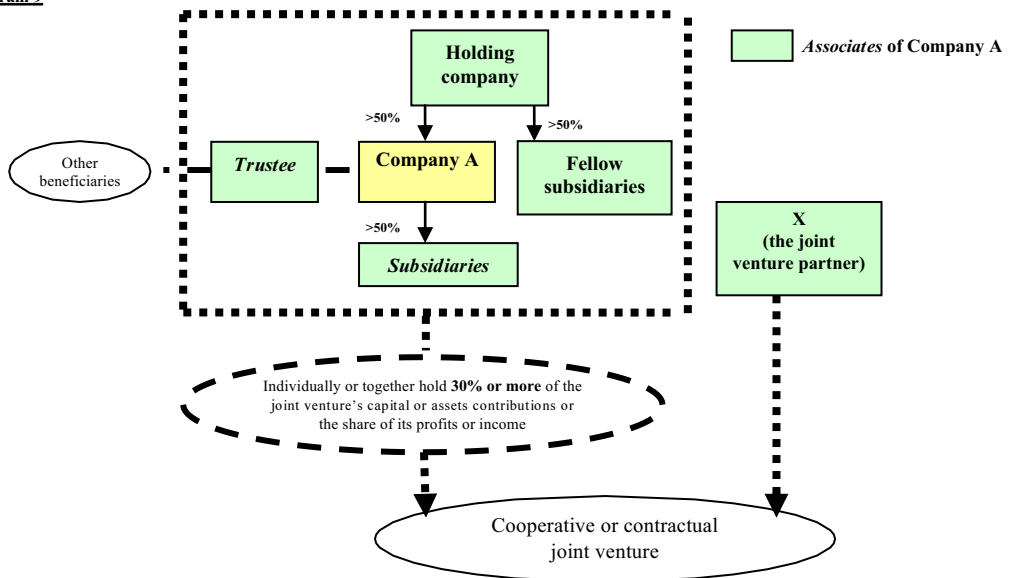 Holding
company
Associates of Company A
>50%
>50%
Other
beneficiaries
Trustee
Company A
Fellow
subsidiaries
>50%
Subsidiaries
X
(the joint
venture partner)
Individually or together hold 30% or more of the
joint venture's capital or assets contributions or
the share of its profits or income
Cooperative or contractual
joint venture